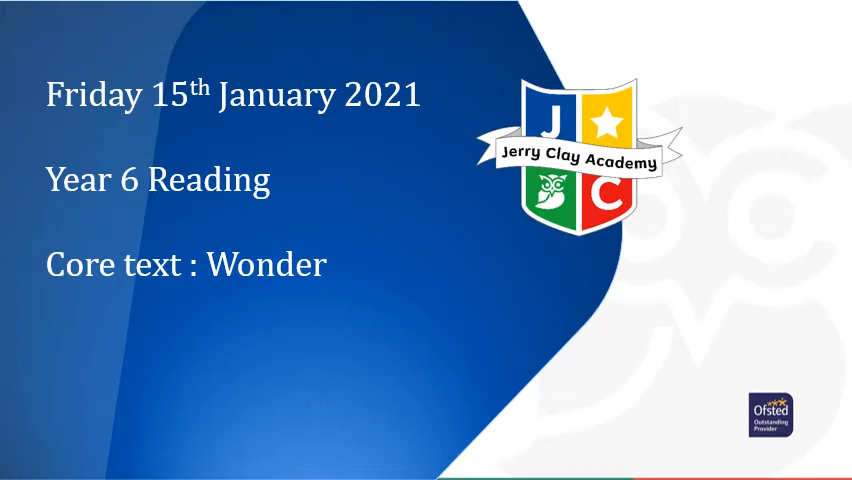 Friday 15th January 2021
Year 6 Reading
Core text : Wonder
J
Jerry Clay Academy
C
Ofsted
Outstanding
Provider